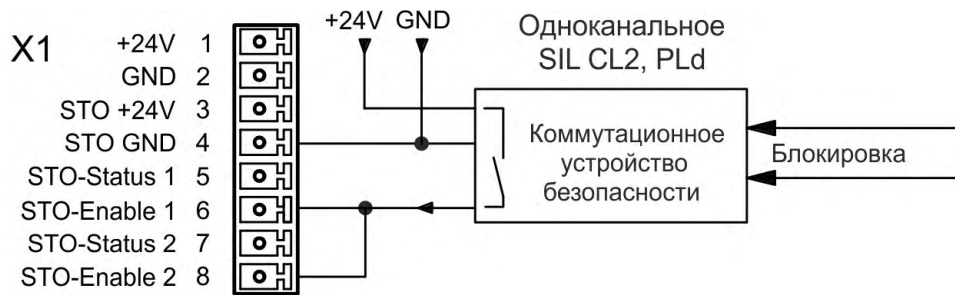 X1
+24V 1
GND 2
STO +24V 3
STO GND 4
STO-Status 1 5
STO-Enable 1 6
STO-Status 2 7
STO-Enable 2 8
+24V GND
Одноканальное
SIL CL2, PLd
Коммутационное
устройство
безопасности
Блокировка